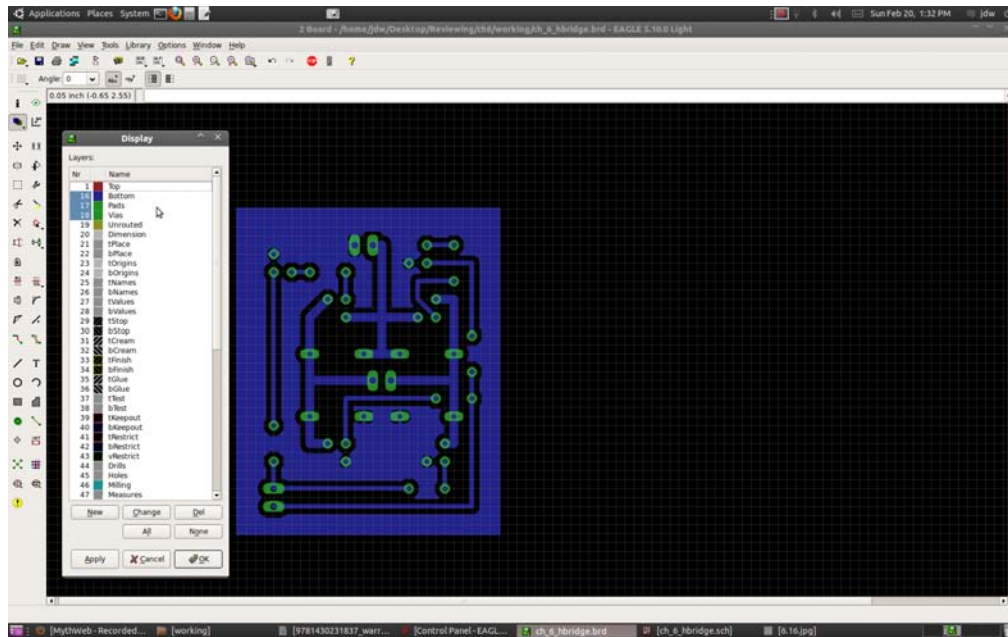 Applications Places System
Sun Feb 20, 1:32 PM jdw
2 Board - /home/jdw/Desktop/Reviewing/ch6/working/ch_6_hbridge.brd - EAGLE 5.10.0 Light
File Edit Draw View Tools Library Options Window Help
Angle: 0
0.05 inch (-0.65 2.55)
Display
Layers:
Nr Name
1 Top
16 Bottom
17 Pads
18 Vias
19 Unrouted
20 Dimension
21 tPlace
22 bPlace
23 tOrigins
24 bOrigins
25 tNames
26 bNames
27 tValues
28 bValues
29 tStop
30 bStop
31 tCream
32 bCream
33 tFinish
34 bFinish
35 tGlue
36 bGlue
37 tTest
38 bTest
39 tKeepout
40 bKeepout
41 tRestrict
42 bRestrict
43 vRestrict
44 Drills
45 Holes
46 Milling
47 Measures
New Change Del
All None
Apply Cancel OK
[MythWeb - Recorded... [working] [9781430231837_warr... [Control Panel - EAGL... ch_6_hbridge.brd [ch_6_hbridge.sch] [6.16.jpg]